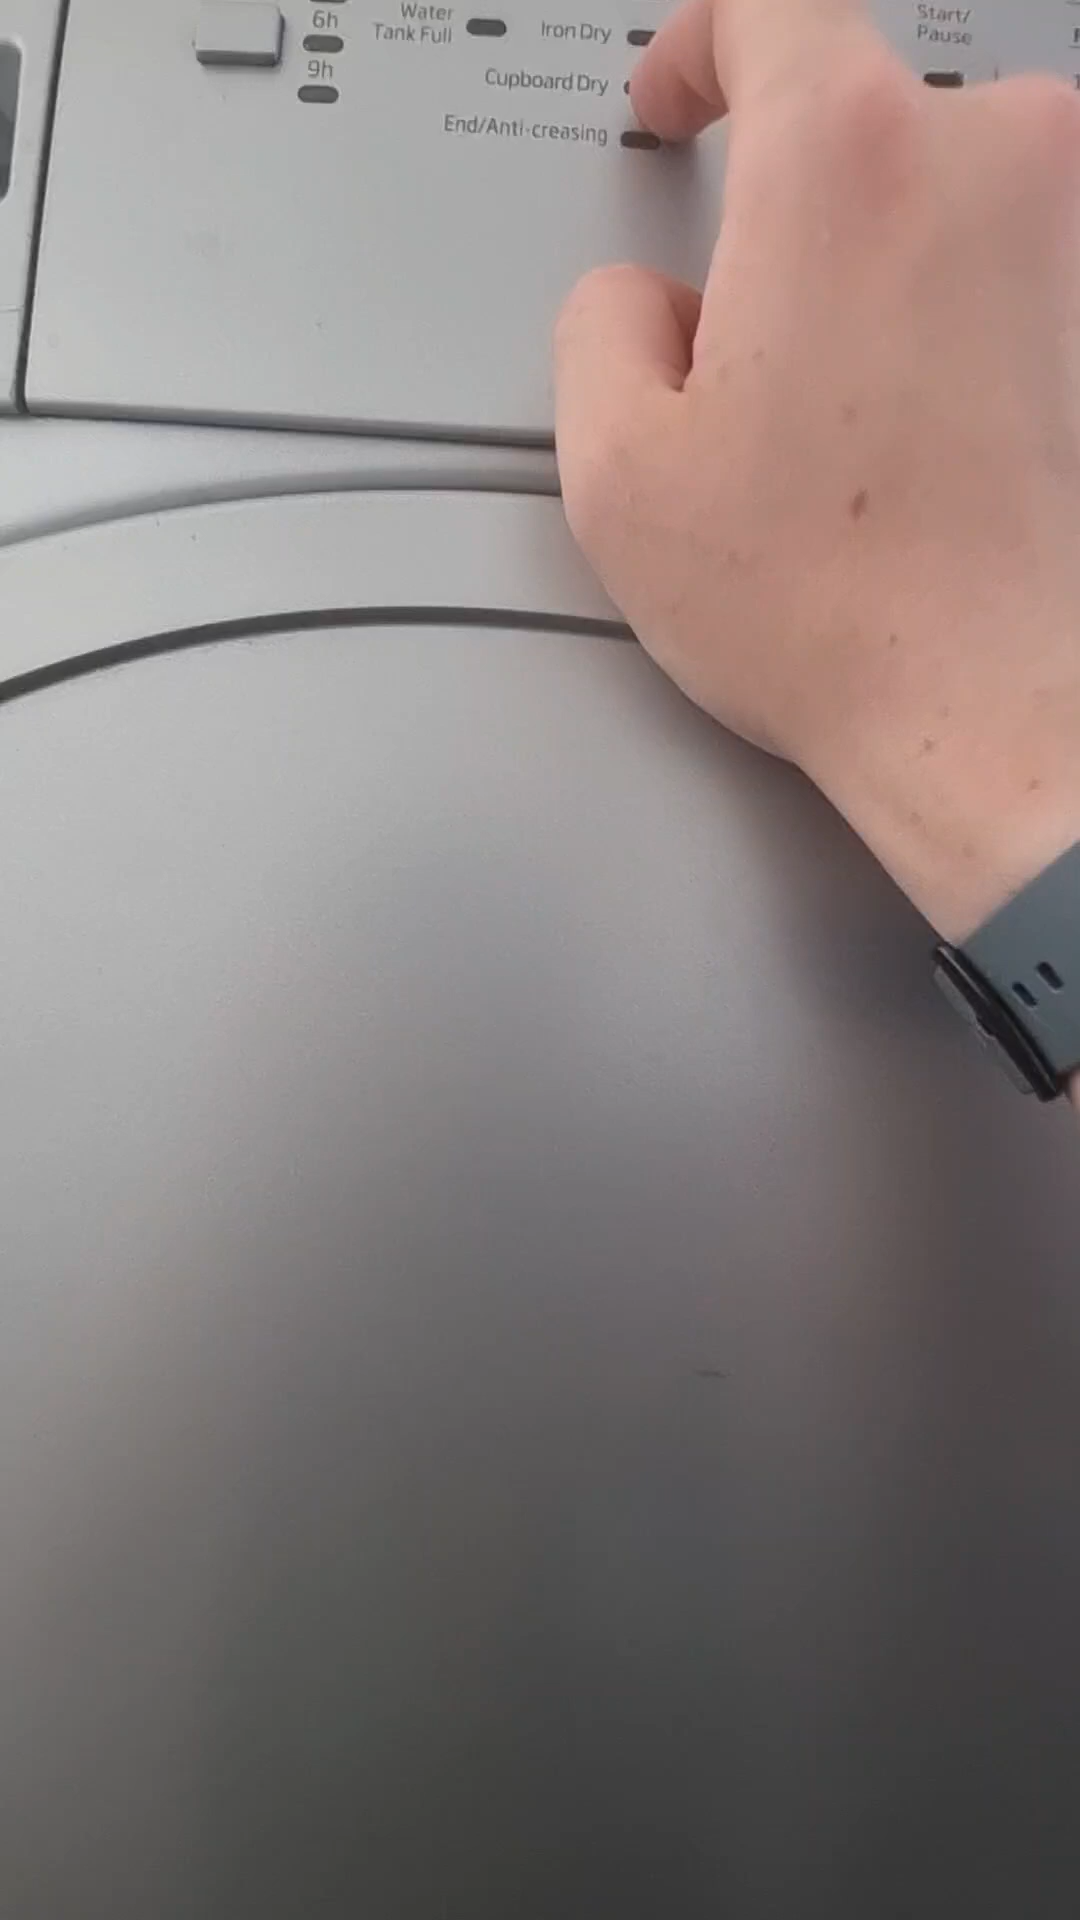 6h
9h
Water
Tank Full
Iron Dry
Cupboard Dry
End/Anti-creasing
Start/
Pause